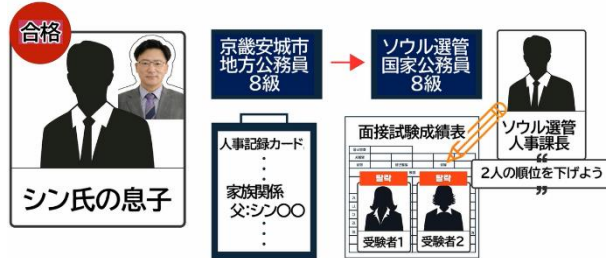 合格
シン氏の息子
京畿安城市
地方公務員
8級
ソウル選管
国家公務員
8級
人事記録カード
家族関係
父:シン〇〇
面接試験成績表
탈락
탈락
受験者1
受験者2
ソウル選管
人事課長
“
2人の順位を下げよう
”